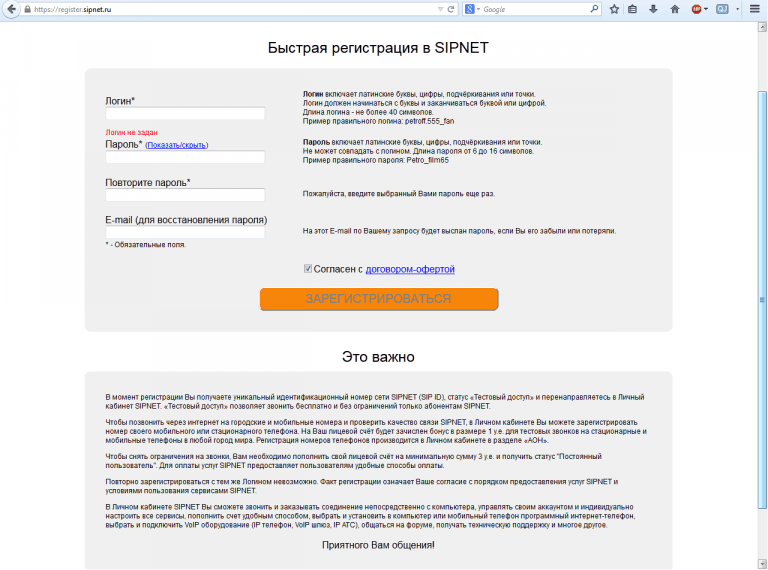 https://register.sipnet.ru
Google
ABP
Быстрая регистрация в SIPNET
Логин*
Логин включает латинские буквы, цифры, подчёркивания или точки.
Логин должен начинаться с буквы и заканчиваться буквой или цифрой.
Длина логина - не более 40 символов.
Пример правильного логина: petroff.555_fan
Логин не задан
Пароль* (Показать/скрыть)
Пароль включает латинские буквы, цифры, подчёркивания или точки.
Не может совпадать с логином. Длина пароля от 6 до 16 символов.
Пример правильного пароля: Petro_film65
Повторите пароль*
Пожалуйста, введите выбранный Вами пароль еще раз.
E-mail (для восстановления пароля)
На этот E-mail по Вашему запросу будет выслан пароль, если Вы его забыли или потеряли.
* - Обязательные поля.
Согласен с договором-офертой
ЗАРЕГИСТРИРОВАТЬСЯ
Это важно
В момент регистрации Вы получаете уникальный идентификационный номер сети SIPNET (SIP ID), статус «Тестовый доступ» и перенаправляетесь в Личный
кабинет SIPNET. «Тестовый доступ» позволяет звонить бесплатно и без ограничений только абонентам SIPNET.
Чтобы позвонить через интернет на городские и мобильные номера и проверить качество связи SIPNET, в Личном кабинете Вы можете зарегистрировать
номер своего мобильного или стационарного телефона. На Ваш лицевой счёт будет зачислен бонус в размере 1 у.е. для тестовых звонков на стационарные и
мобильные телефоны в любой город мира. Регистрация номеров телефонов производится в Личном кабинете в разделе «АОН».
Чтобы снять ограничения на звонки, Вам необходимо пополнить свой лицевой счёт на минимальную сумму 3 у.е. и получить статус "Постоянный
пользователь". Для оплаты услуг SIPNET предоставляет пользователям удобные способы оплаты.
Повторно зарегистрироваться с тем же Логином невозможно. Факт регистрации означает Ваше согласие с порядком предоставления услуг SIPNET и
условиями пользования сервисами SIPNET.
В Личном кабинете SIPNET Вы сможете звонить и заказывать соединение непосредственно с компьютера, управлять своим аккаунтом и индивидуально
настроить все сервисы, пополнить счет удобным способом, выбрать и установить в компьютер или мобильный телефон программный интернет-телефон,
выбрать и подключить VoIP оборудование (IP телефон, VoIP шлюз, IP АТС), общаться на форуме, получать техническую поддержку и многое другое.
Приятного Вам общения!